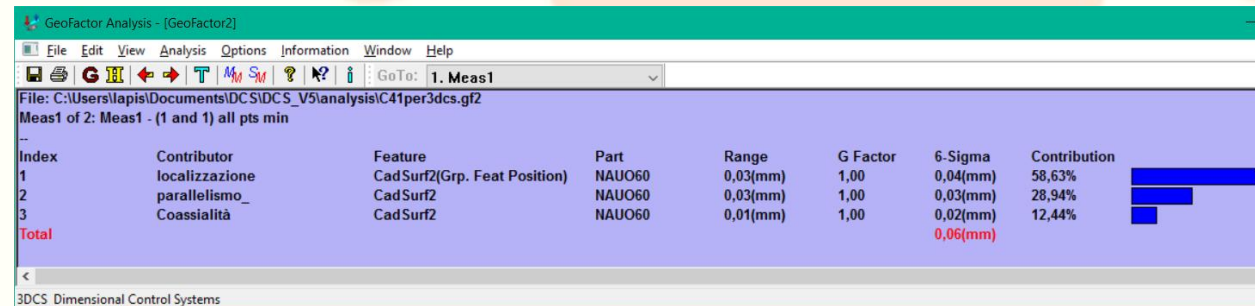 GeoFactor Analysis - [GeoFactor2]
File Edit View Analysis Options Information Window Help
G H T MM SM ? ? i GoTo: 1. Meas1
File: C:\Users\lapis\Documents\DCS\DCS_V5\analysis\C41per3dcs.gf2
Meas1 of 2: Meas1 - (1 and 1) all pts min
--
Index Contributor Feature Part Range G Factor 6-Sigma Contribution
1 localizzazione CadSurf2(Grp. Feat Position) NAUO60 0,03(mm) 1,00 0,04(mm) 58,63%
2 parallelismo_ CadSurf2 NAUO60 0,03(mm) 1,00 0,03(mm) 28,94%
3 Coassialità CadSurf2 NAUO60 0,01(mm) 1,00 0,02(mm) 12,44%
Total 0,06(mm)
3DCS Dimensional Control Systems